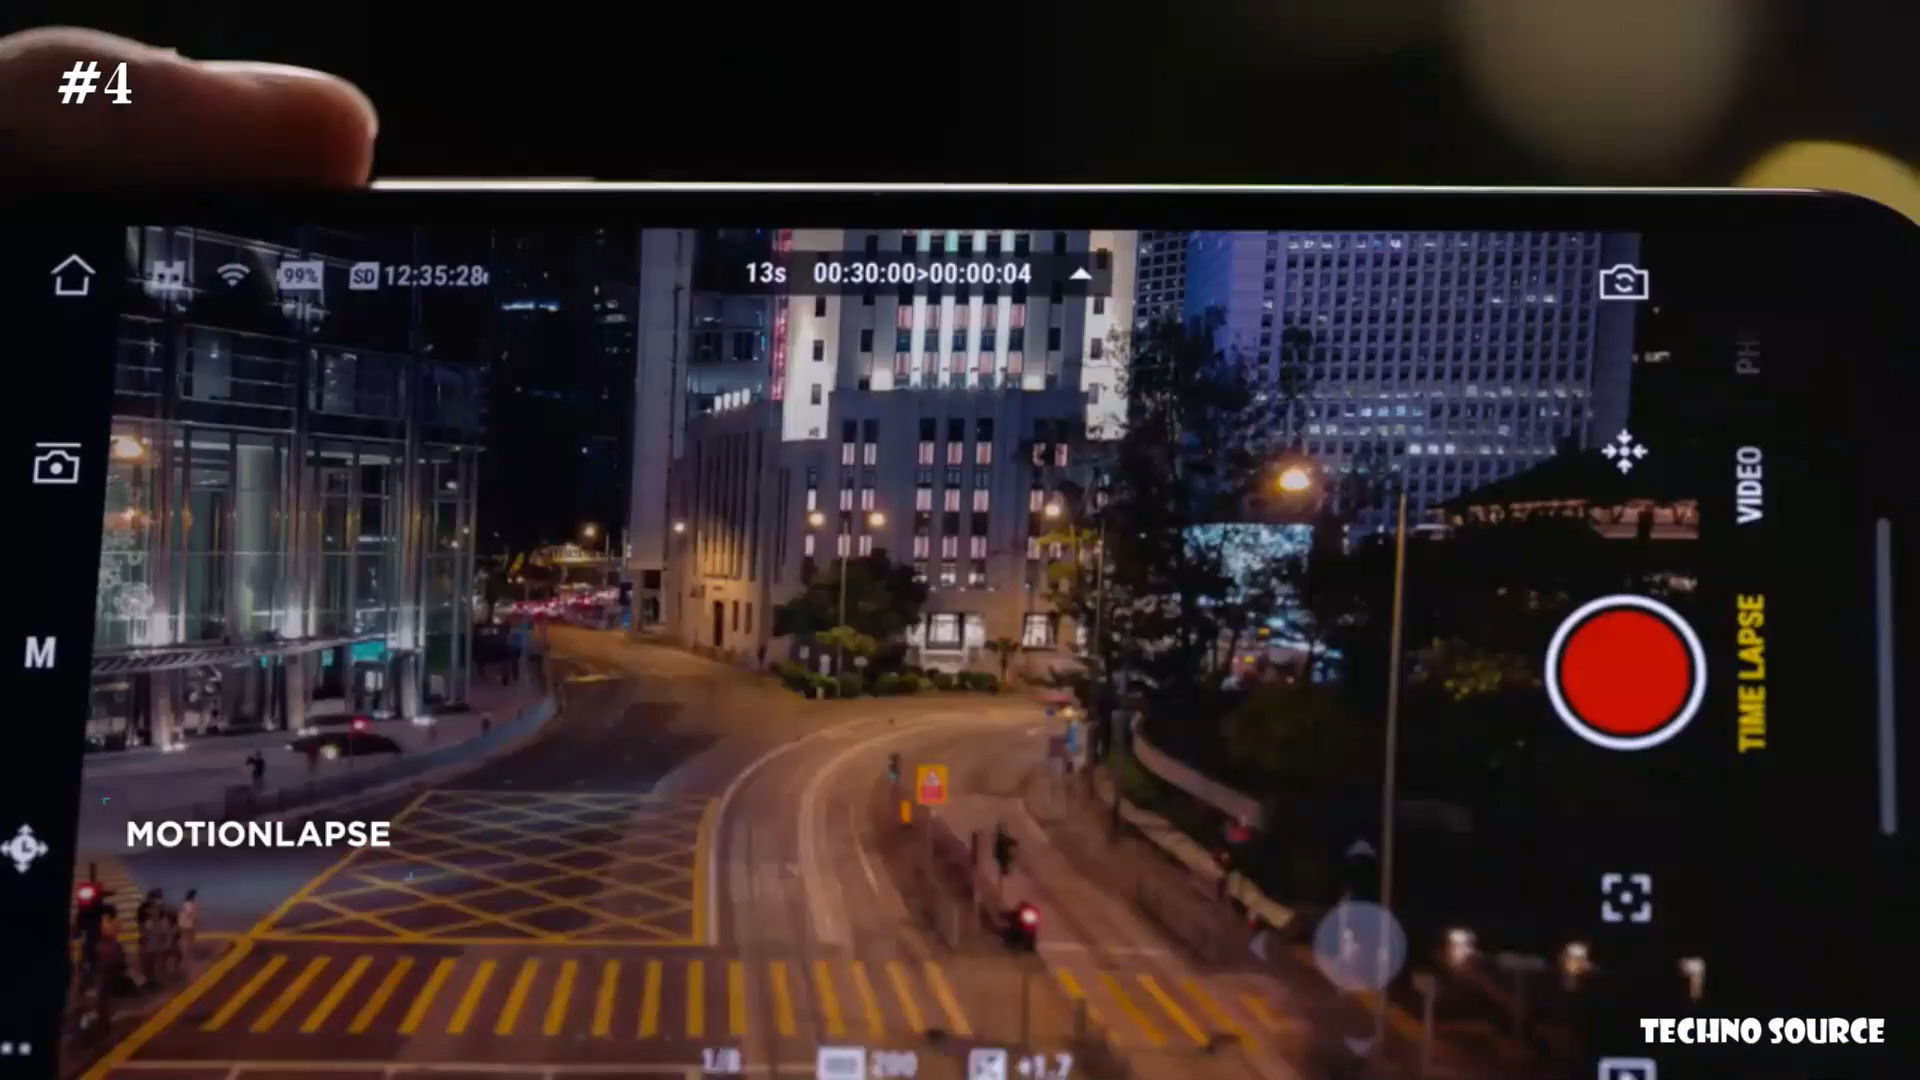 #4
99% SD 12:35:28
13s 00:30:00>00:00:04
PH
VIDEO
TIME LAPSE
M
MOTIONLAPSE
1/8 200 +1.7
TECHNO SOURCE